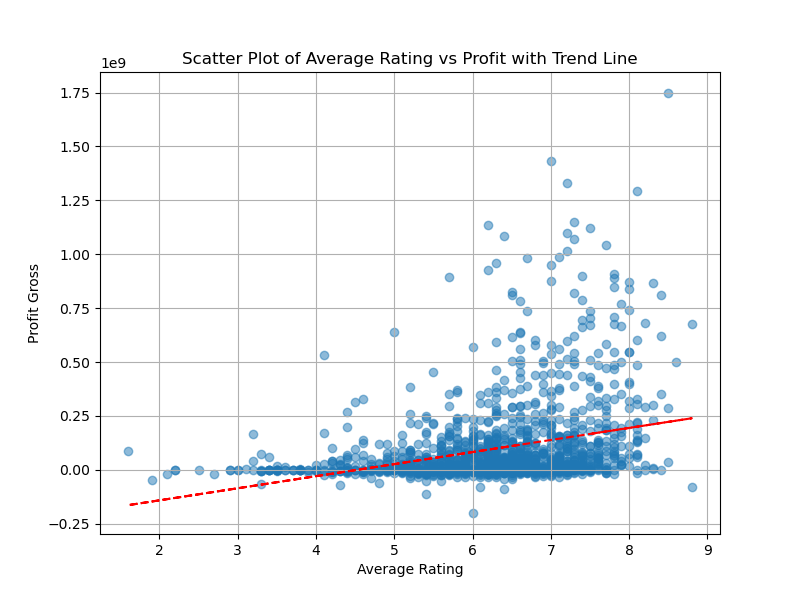 Scatter Plot of Average Rating vs Profit with Trend Line
1e9
1.75
1.50
1.25
1.00
0.75
0.50
0.25
0.00
−0.25
Profit Gross
2 3 4 5 6 7 8 9
Average Rating